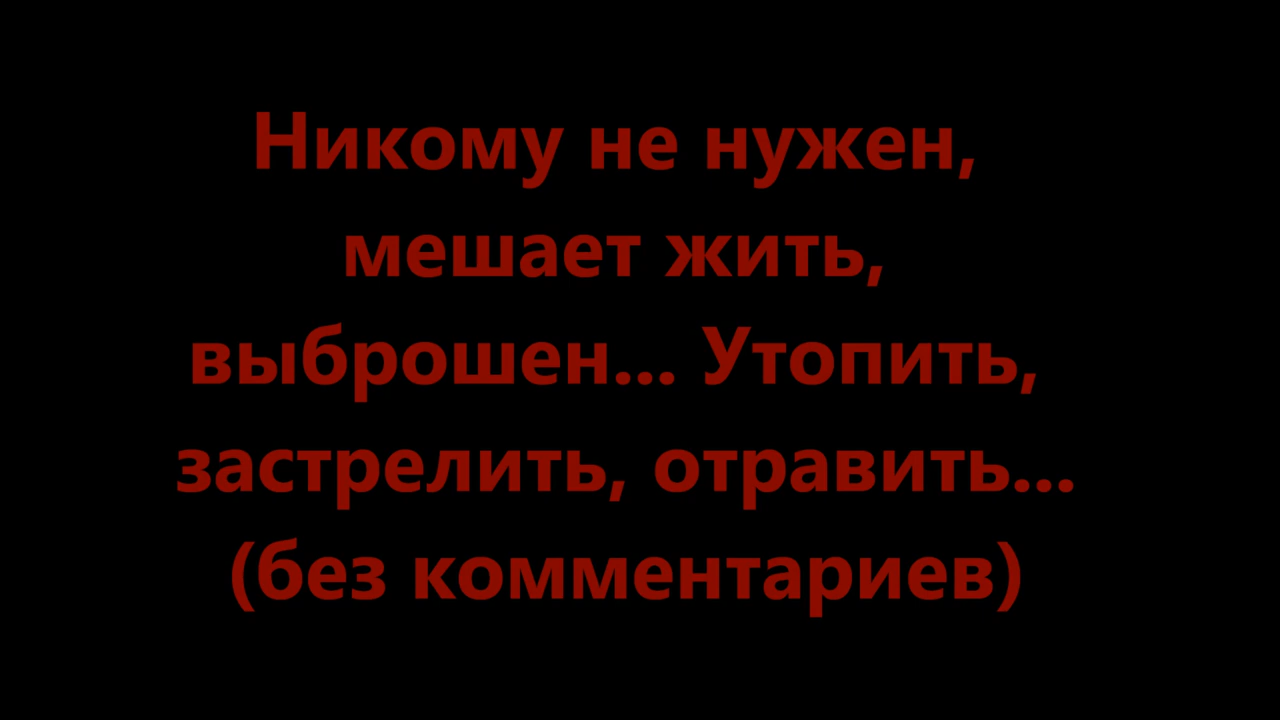 Никому не нужен,
мешает жить,
выброшен... Утопить,
застрелить, отравить...
(без комментариев)